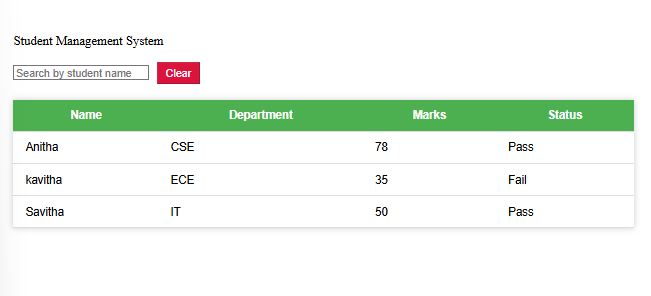 Student Management System
Search by student name Clear
Name Department Marks Status
Anitha CSE 78 Pass
kavitha ECE 35 Fail
Savitha IT 50 Pass